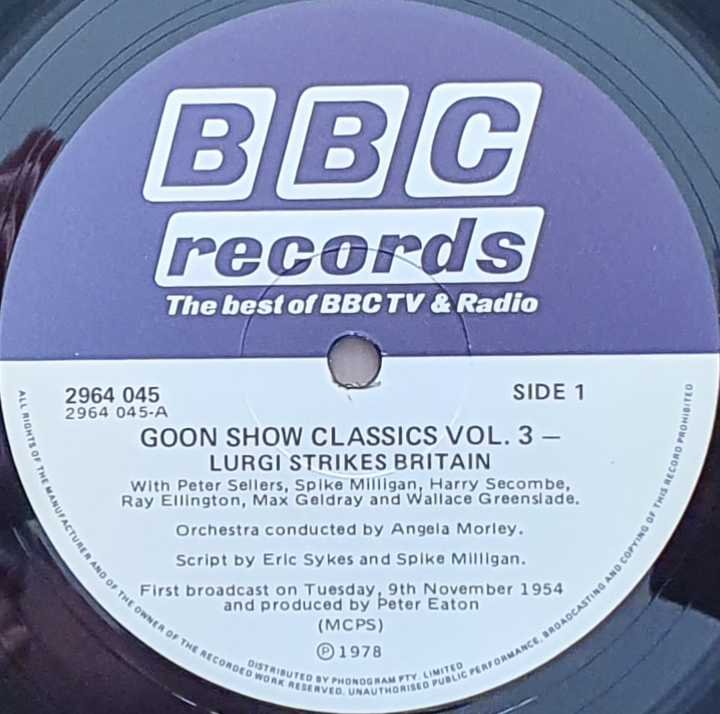 BBC
records
The best of BBC TV & Radio
2964 045
SIDE 1
2964 045-A
GOON SHOW CLASSICS VOL. 3 —
LURGI STRIKES BRITAIN
With Peter Sellers, Spike Milligan, Harry Secombe,
Ray Ellington, Max Geldray and Wallace Greenslade.
Orchestra conducted by Angela Morley.
Script by Eric Sykes and Spike Milligan.
First broadcast on Tuesday, 9th November 1954
and produced by Peter Eaton
(MCPS)
℗ 1978
DISTRIBUTED BY PHONOGRAM PTY. LIMITED
ALL RIGHTS OF THE MANUFACTURER AND OF THE OWNER OF THE RECORDED WORK RESERVED. UNAUTHORISED PUBLIC PERFORMANCE, BROADCASTING AND COPYING OF THIS RECORD PROHIBITED